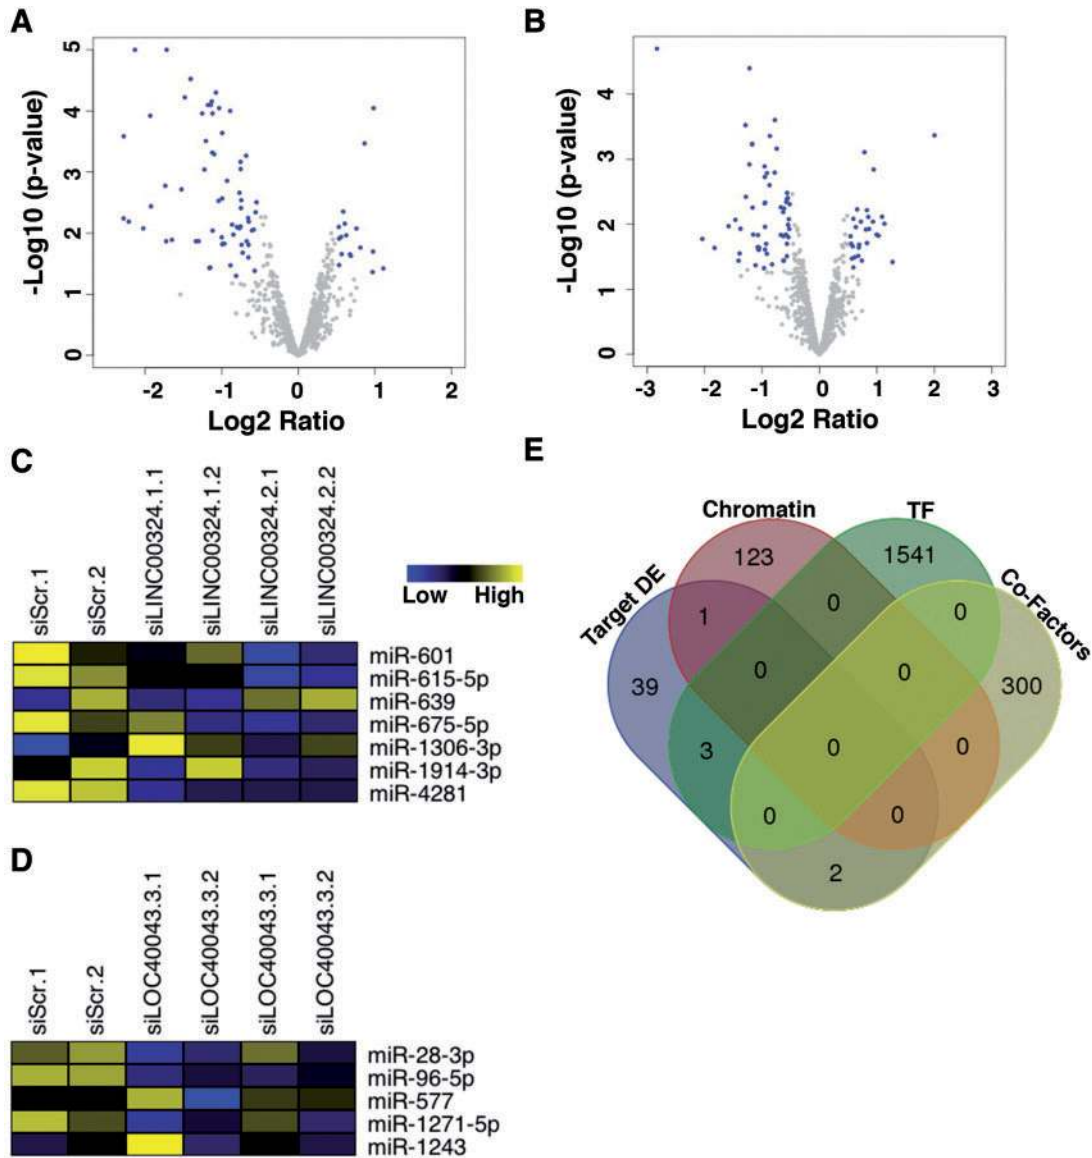 A
5
4
3
2
1
0
-Log10 (p-value)
-2
-1
0
1
2
Log2 Ratio
B
4
3
2
1
0
-Log10 (p-value)
-3
-2
-1
0
1
2
3
Log2 Ratio
C
siScr.1
siScr.2
siLINC00324.1.1
siLINC00324.1.2
siLINC00324.2.1
siLINC00324.2.2
Low High
miR-601
miR-615-5p
miR-639
miR-675-5p
miR-1306-3p
miR-1914-3p
miR-4281
D
siScr.1
siScr.2
siLOC40043.3.1
siLOC40043.3.2
siLOC40043.3.1
siLOC40043.3.2
miR-28-3p
miR-96-5p
miR-577
miR-1271-5p
miR-1243
E
Chromatin
TF
Target DE
Co-Factors
123
1541
1
0
0
39
0
0
300
3
0
0
0
0
2